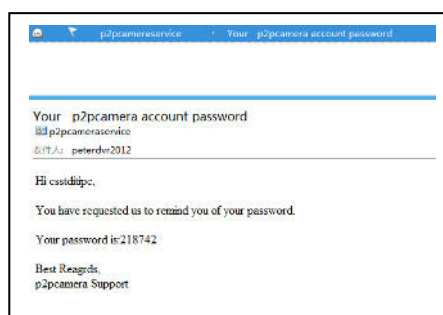 p2pcameraservice · Your p2pcamera account password
Your p2pcamera account password
p2pcameraservice
收件人: peterdvr2012
Hi esstditipc,
You have requested us to remind you of your password.
Your password is:218742
Best Reagrds,
p2pcamera Support